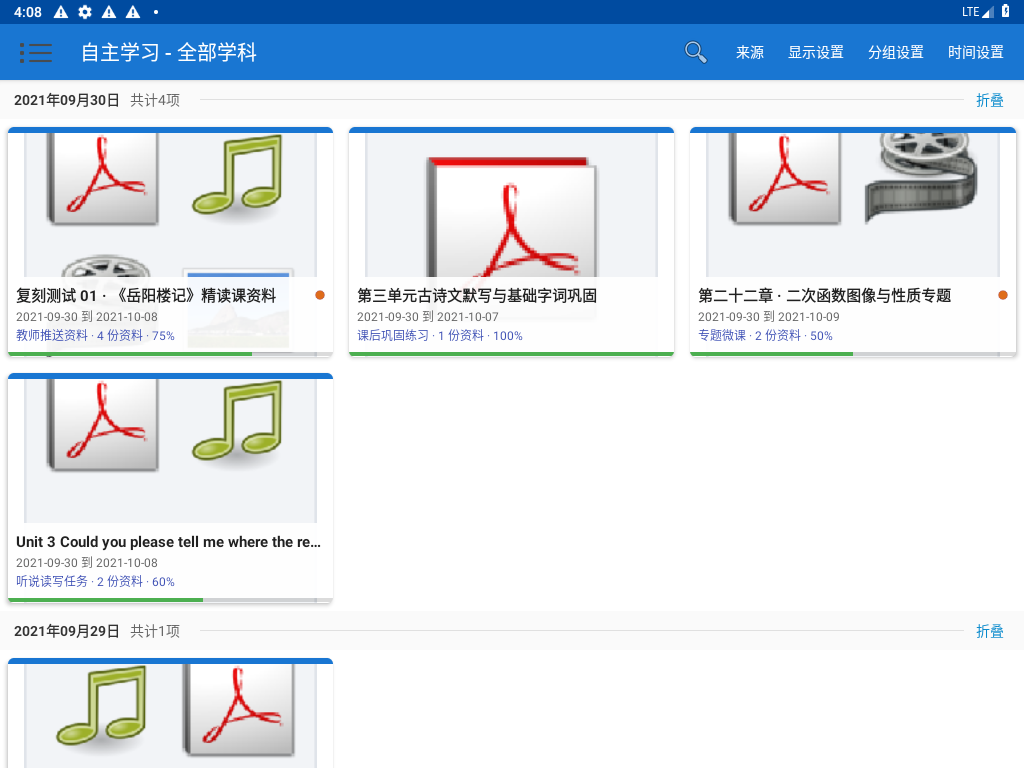 4:08
LTE
自主学习 - 全部学科
来源
显示设置
分组设置
时间设置
2021年09月30日 共计4项
折叠
复刻测试 01 · 《岳阳楼记》精读课资料
2021-09-30 到 2021-10-08
教师推送资料 · 4 份资料 · 75%
第三单元古诗文默写与基础字词巩固
2021-09-30 到 2021-10-07
课后巩固练习 · 1 份资料 · 100%
第二十二章 · 二次函数图像与性质专题
2021-09-30 到 2021-10-09
专题微课 · 2 份资料 · 50%
Unit 3 Could you please tell me where the re…
2021-09-30 到 2021-10-08
听说读写任务 · 2 份资料 · 60%
2021年09月29日 共计1项
折叠